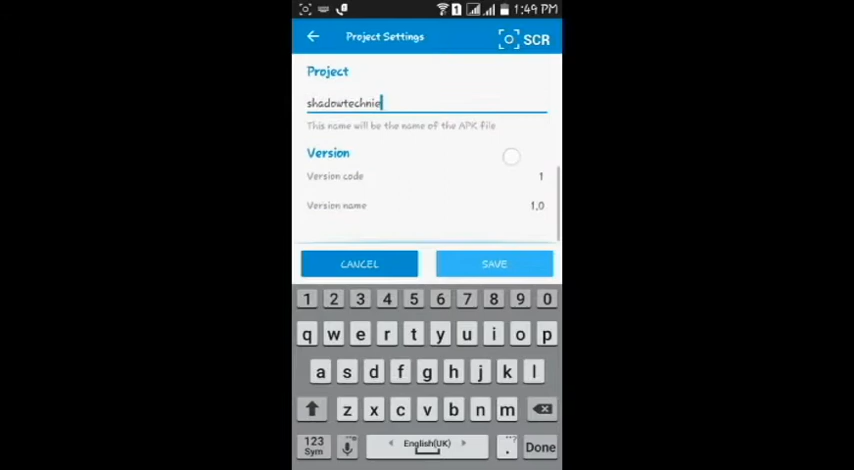 1 1:49 PM
Project Settings
SCR
Project
shadowtechnie
This name will be the name of the APK file
Version
Version code 1
Version name 1.0
CANCEL SAVE
1 2 3 4 5 6 7 8 9 0
q w e r t y u i o p
a s d f g h j k l
z x c v b n m
123
Sym
English(UK)
. Done